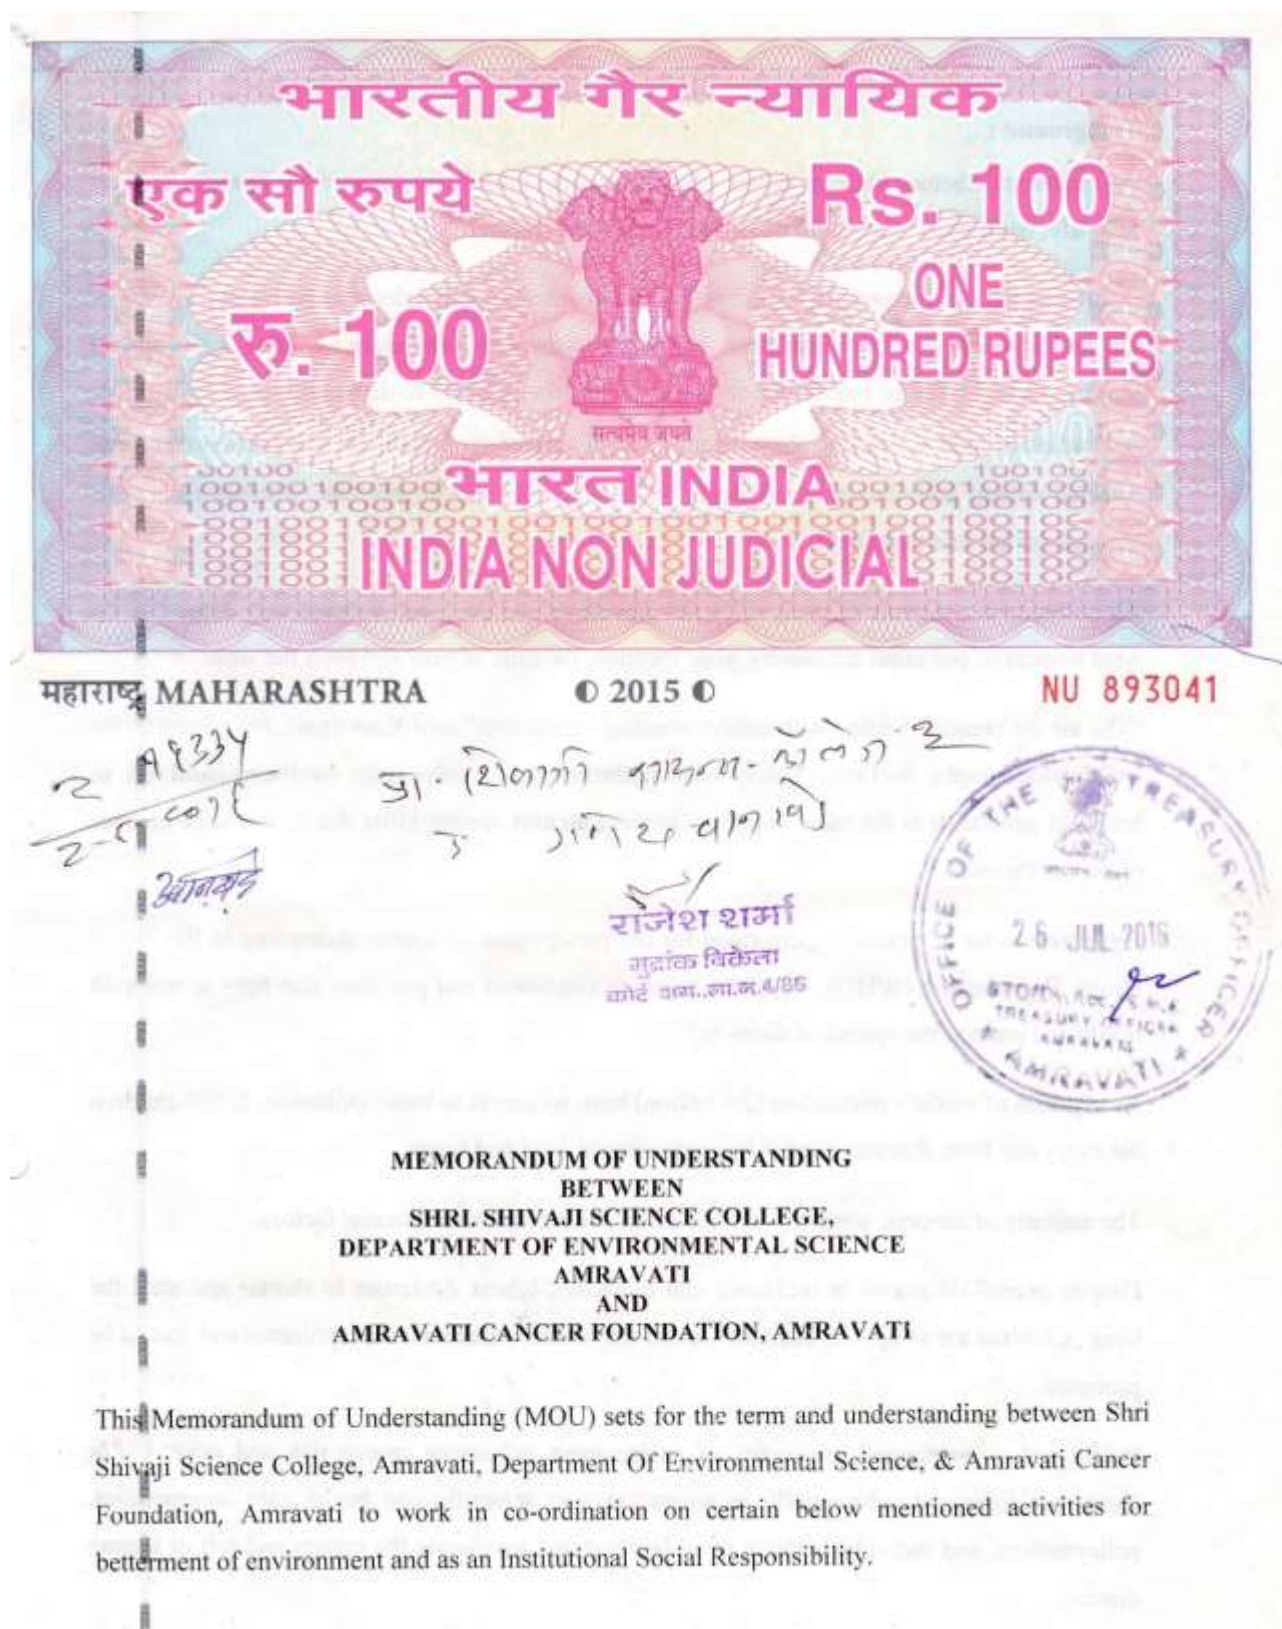 भारतीय गैर न्यायिक
एक सौ रुपये
Rs. 100
रु. 100
ONE
HUNDRED RUPEES
सत्यमेव जयते
भारत INDIA
INDIA NON JUDICIAL
महाराष्ट्र MAHARASHTRA
2015
NU 893041
राजेश शर्मा
मुद्रांक विक्रेता
OFFICE OF THE TREASURY OFFICER
26 JUL 2016
TREASURY OFFICER
AMRAVATI
* AMRAVATI *
MEMORANDUM OF UNDERSTANDING
BETWEEN
SHRI. SHIVAJI SCIENCE COLLEGE,
DEPARTMENT OF ENVIRONMENTAL SCIENCE
AMRAVATI
AND
AMRAVATI CANCER FOUNDATION, AMRAVATI
This Memorandum of Understanding (MOU) sets for the term and understanding between Shri
Shivaji Science College, Amravati, Department Of Environmental Science, & Amravati Cancer
Foundation, Amravati to work in co-ordination on certain below mentioned activities for
betterment of environment and as an Institutional Social Responsibility.